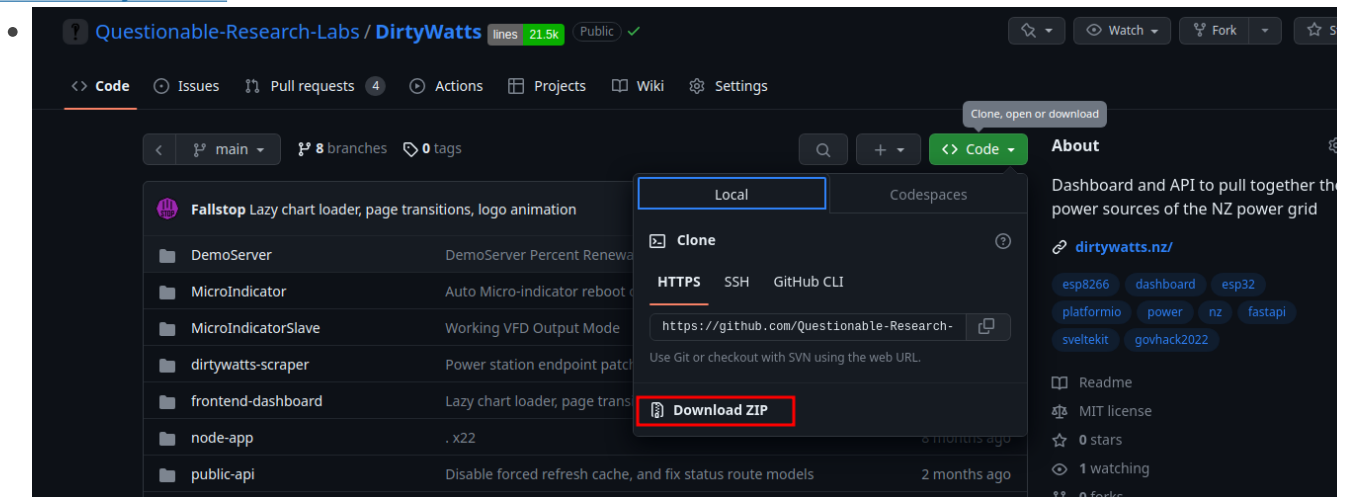 Questionable-Research-Labs / DirtyWatts lines 21.5k Public
Watch Fork
Code Issues Pull requests 4 Actions Projects Wiki Settings
Clone, open or download
main 8 branches 0 tags Code About
Local Codespaces
Dashboard and API to pull together the
power sources of the NZ power grid
Fallstop Lazy chart loader, page transitions, logo animation
Clone
dirtywatts.nz/
DemoServer DemoServer Percent Renewa
HTTPS SSH GitHub CLI
esp8266 dashboard esp32
MicroIndicator Auto Micro-indicator reboot
platformio power nz fastapi
MicroIndicatorSlave Working VFD Output Mode
https://github.com/Questionable-Research-
sveltekit govhack2022
Use Git or checkout with SVN using the web URL.
dirtywatts-scraper Power station endpoint patc
Readme
frontend-dashboard Lazy chart loader, page trans
Download ZIP
MIT license
node-app . x22 8 months ago
0 stars
public-api Disable forced refresh cache, and fix status route models 2 months ago
1 watching
0 forks